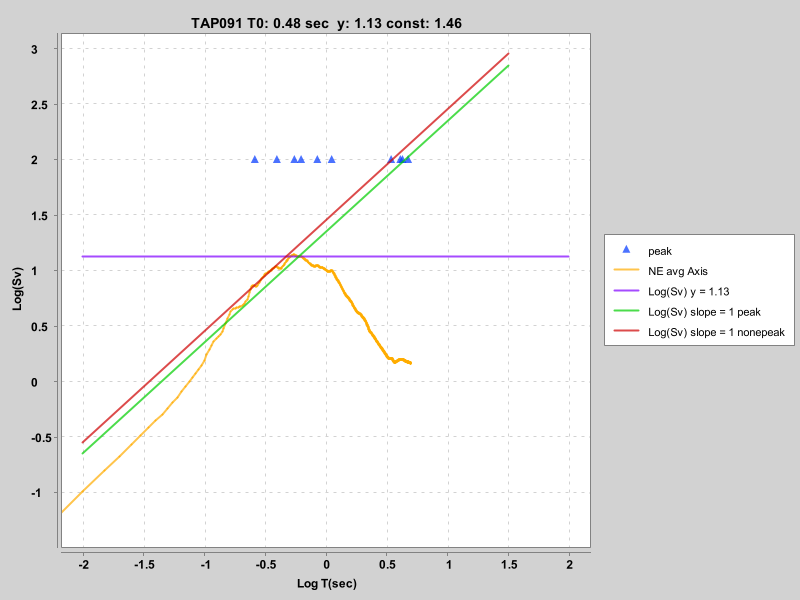 TAP091 T0: 0.48 sec  y: 1.13 const: 1.46
3
2.5
2
1.5
1
0.5
0
-0.5
-1
Log(Sv)
-2
-1.5
-1
-0.5
0
0.5
1
1.5
2
Log T(sec)
peak
NE avg Axis
Log(Sv) y = 1.13
Log(Sv) slope = 1 peak
Log(Sv) slope = 1 nonepeak